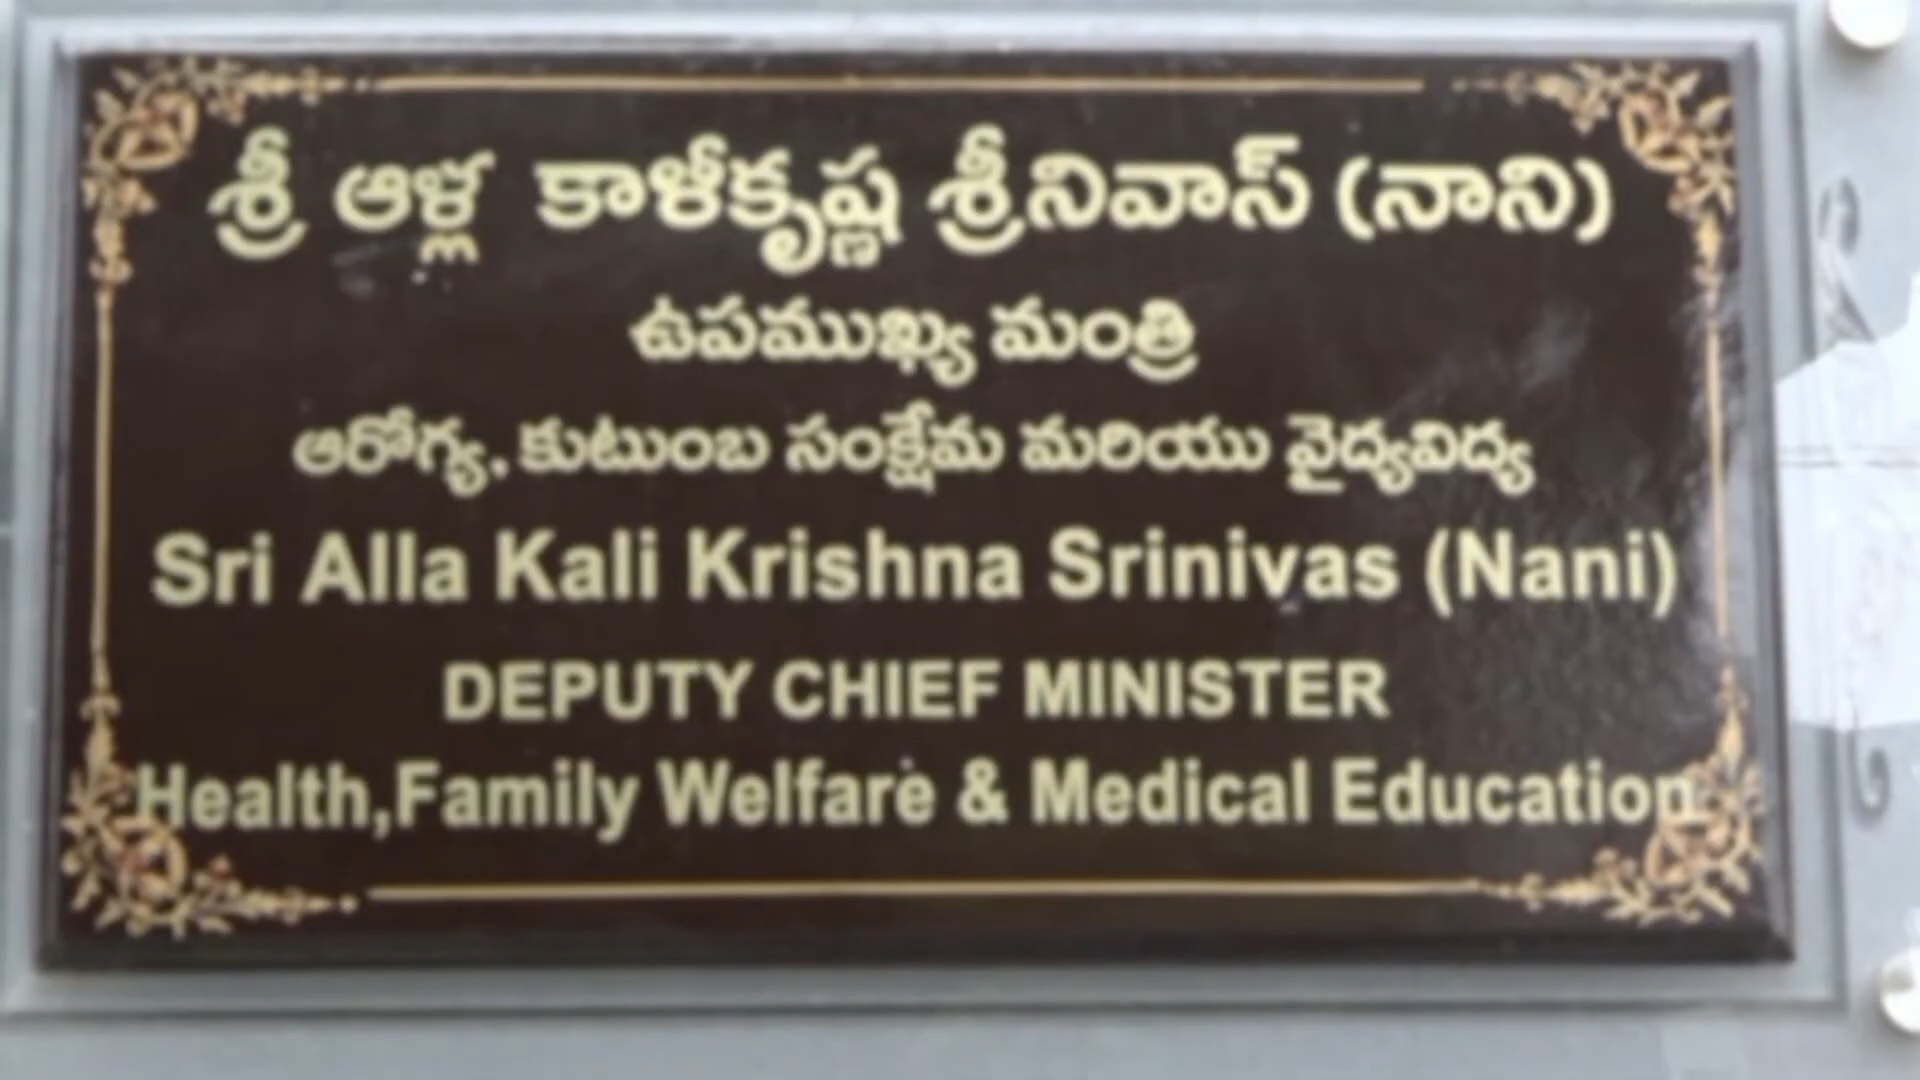 శ్రీ ఆళ్ల కాళీకృష్ణ శ్రీనివాస్ (నాని)
ఉపముఖ్య మంత్రి
ఆరోగ్య, కుటుంబ సంక్షేమ మరియు వైద్యవిద్య
Sri Alla Kali Krishna Srinivas (Nani)
DEPUTY CHIEF MINISTER
Health,Family Welfare & Medical Education